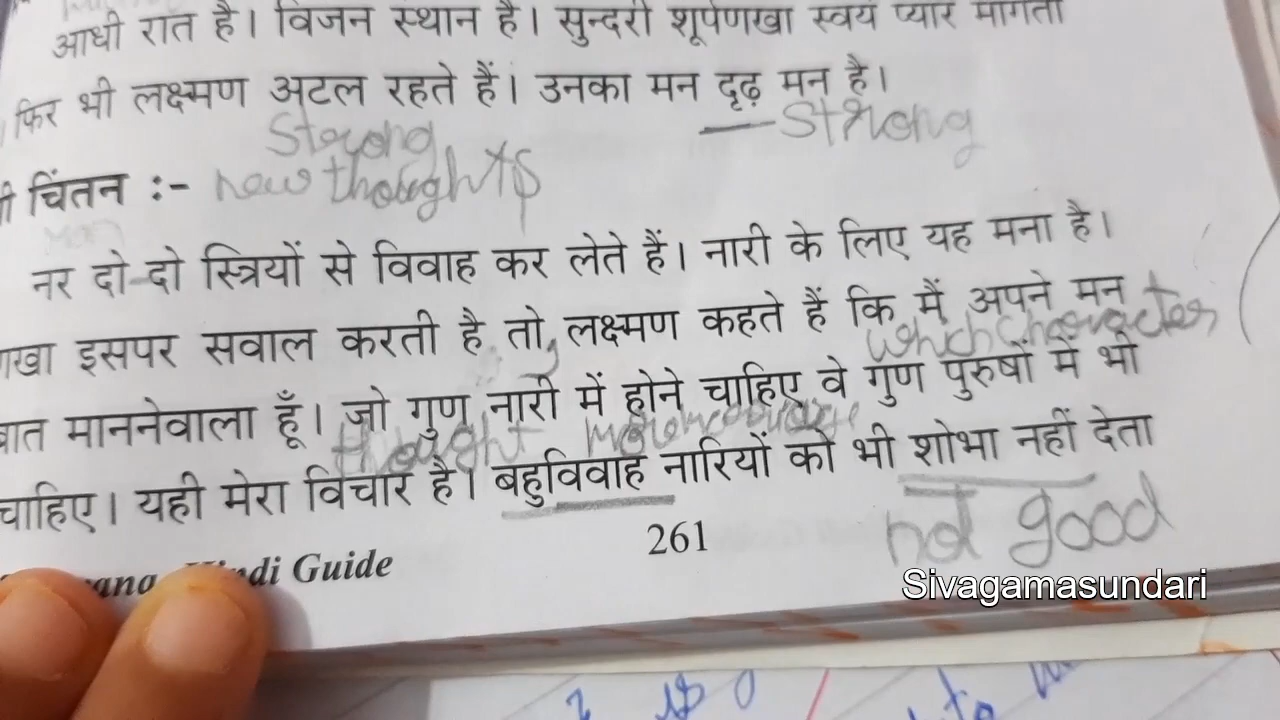 आधी रात है। विजन स्थान है। सुन्दरी शूर्पणखा स्वयं प्यार माँगती
फिर भी लक्ष्मण अटल रहते हैं। उनका मन दृढ़ मन है।
Strong Strong
चिंतन :- new thoughts
नर दो-दो स्त्रियों से विवाह कर लेते हैं। नारी के लिए यह मना है।
इसपर सवाल करती है तो, लक्ष्मण कहते हैं कि मैं अपने मन
which character
माननेवाला हूँ। जो गुण नारी में होने चाहिए वे गुण पुरुषों में भी
thought
चाहिए। यही मेरा विचार है। बहुविवाह नारियों को भी शोभा नहीं देता
not good
261
Hindi Guide
Sivagamasundari